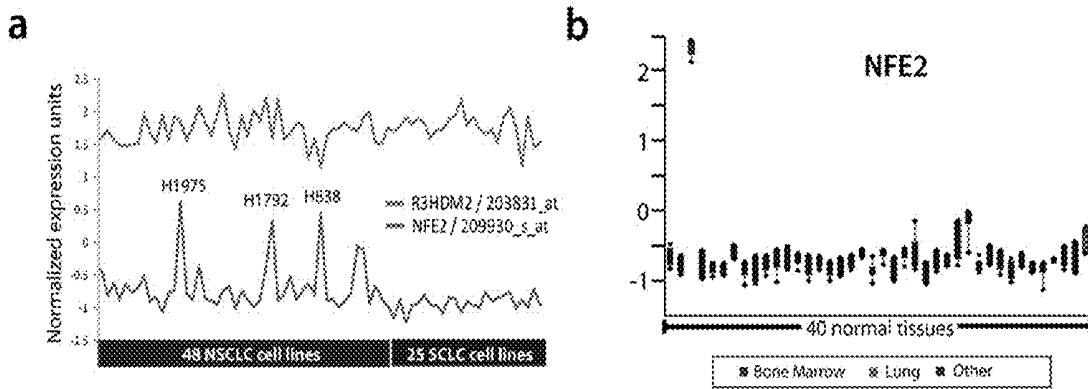 a
b
Normalized expression units
2.5
2
1.5
1
0.5
0
-0.5
-1
-1.5
H1975
H1792
H838
R3HDM2 / 203831_at
NFE2 / 209930_s_at
48 NSCLC cell lines
25 SCLC cell lines
NFE2
2
1
0
-1
40 normal tissues
Bone Marrow
Lung
Other